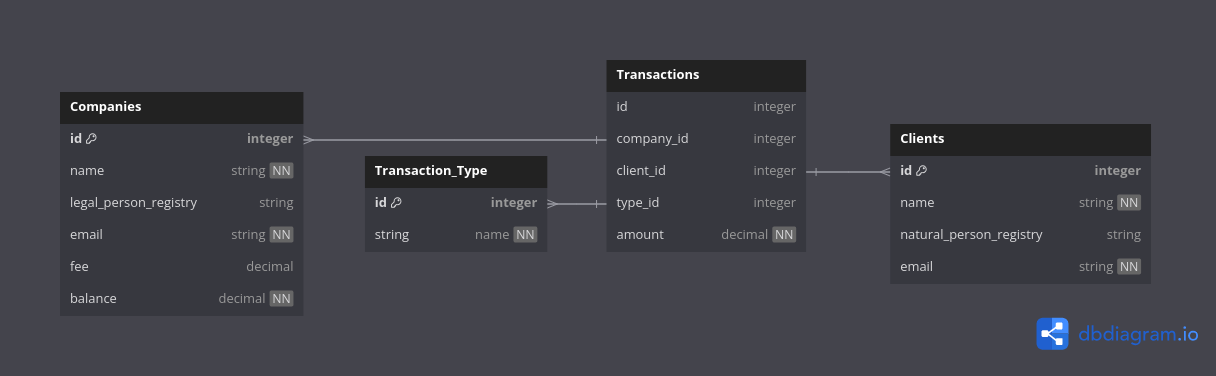 Companies
id integer
name string NN
legal_person_registry string
email string NN
fee decimal
balance decimal NN
Transaction_Type
id integer
string name NN
Transactions
id integer
company_id integer
client_id integer
type_id integer
amount decimal NN
Clients
id integer
name string NN
natural_person_registry string
email string NN
dbdiagram.io